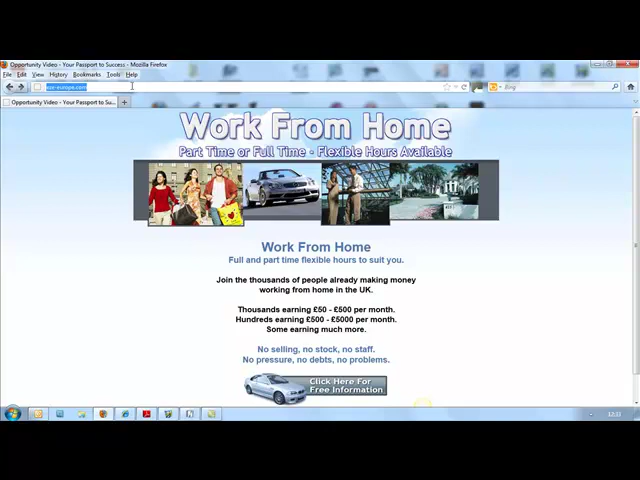 Opportunity Video - Your Passport to Success - Mozilla Firefox
File Edit View History Bookmarks Tools Help
Bing
Opportunity Video - Your Passport to Su...
Work From Home
Part Time or Full Time - Flexible Hours Available
Work From Home
Full and part time flexible hours to suit you.
Join the thousands of people already making money
working from home in the UK.
Thousands earning £50 - £500 per month.
Hundreds earning £500 - £5000 per month.
Some earning much more.
No selling, no stock, no staff.
No pressure, no debts, no problems.
Click Here For
Free Information